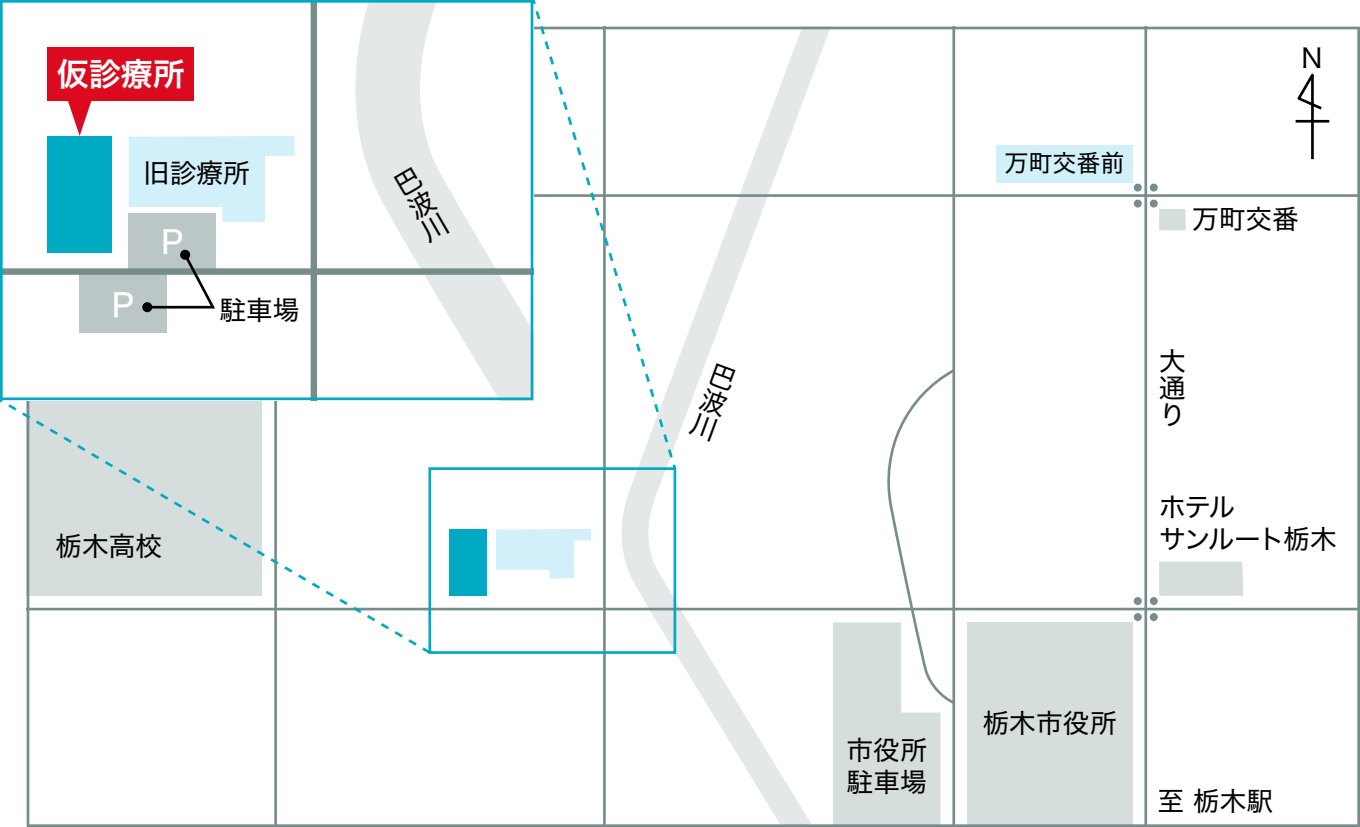 仮診療所
旧診療所
P
P
駐車場
巴波川
N
万町交番前
万町交番
巴波川
大通り
ホテル
サンルート栃木
栃木高校
栃木市役所
市役所
駐車場
至 栃木駅